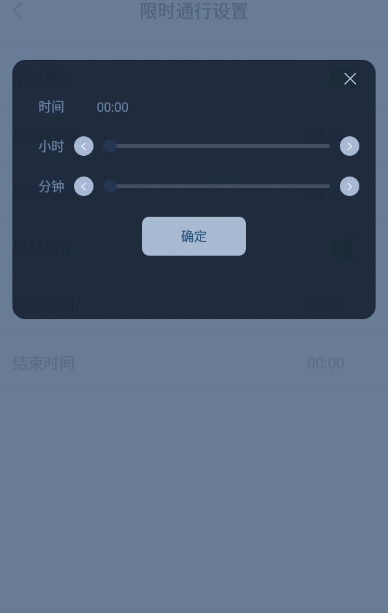 限时通行设置
时间 00:00
小时
分钟
确定
结束时间 00:00